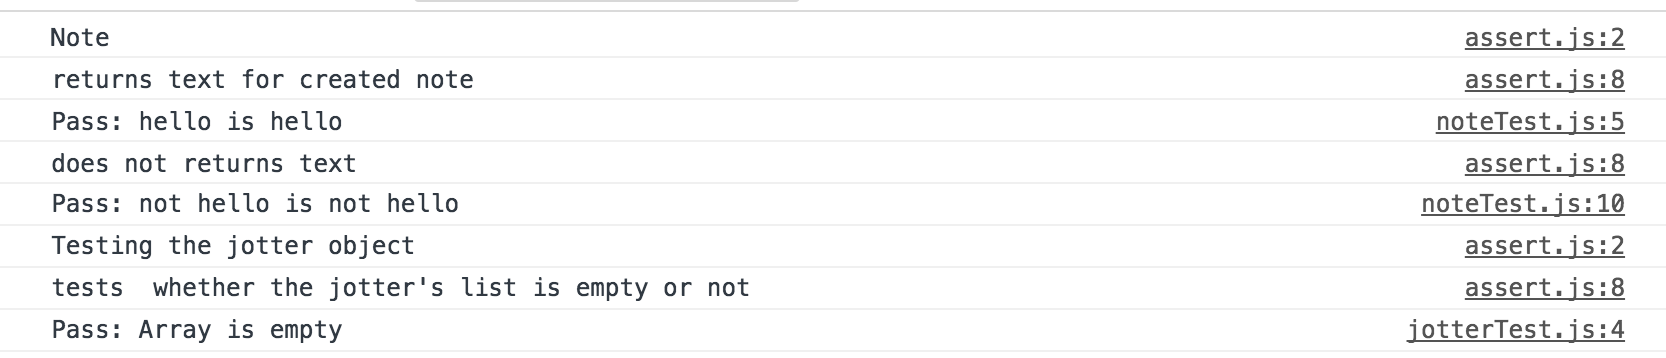 Note assert.js:2
returns text for created note assert.js:8
Pass: hello is hello noteTest.js:5
does not returns text assert.js:8
Pass: not hello is not hello noteTest.js:10
Testing the jotter object assert.js:2
tests  whether the jotter's list is empty or not assert.js:8
Pass: Array is empty jotterTest.js:4